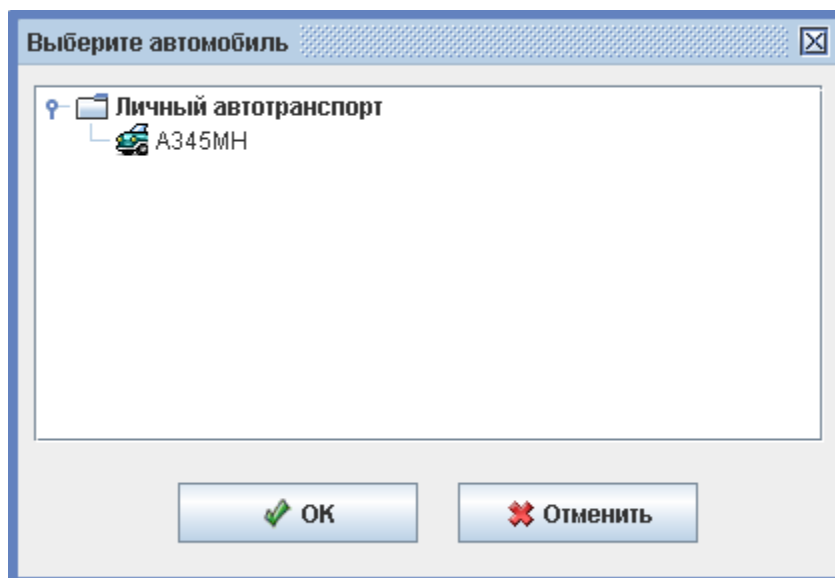 Выберите автомобиль
Личный автотранспорт
А345МН
ОК
Отменить